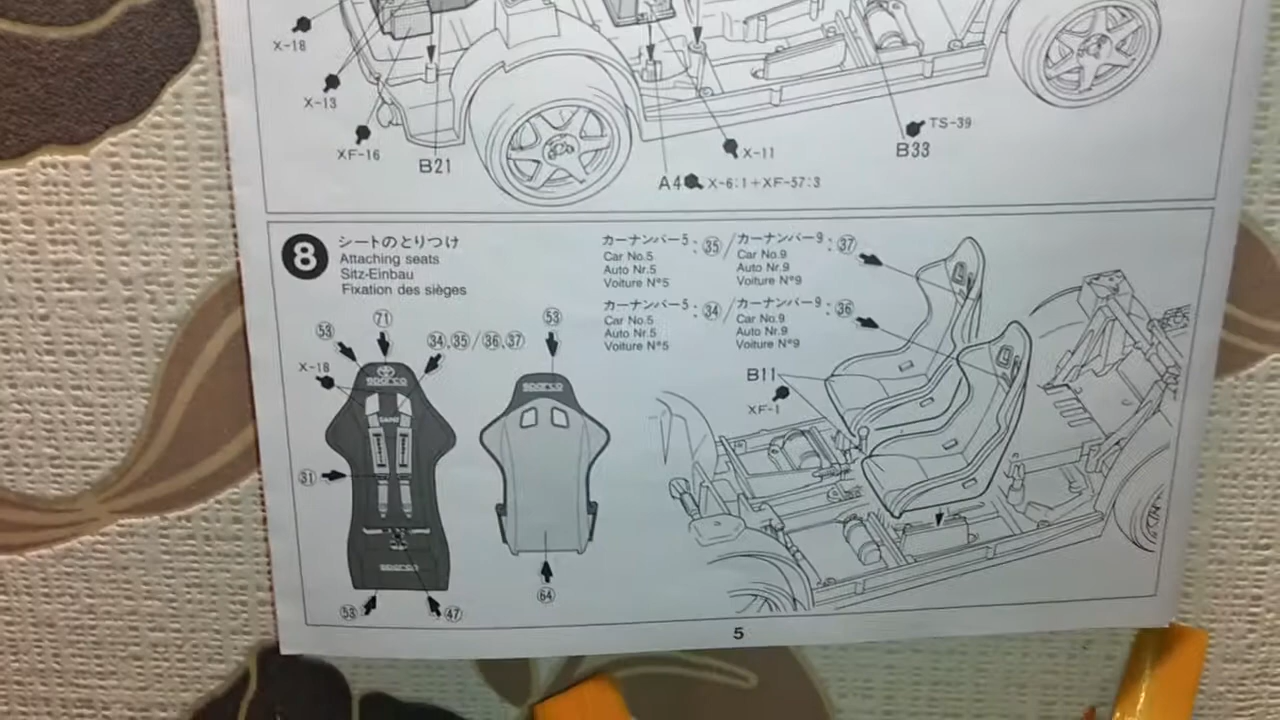 X-18
X-13
XF-16
B21
A4 X-6:1+XF-57:3
X-11
TS-39
B33
8
シートのとりつけ
Attaching seats
Sitz-Einbau
Fixation des sièges
カーナンバー5 : ㉟ / カーナンバー9 : ㊲
Car No.5 Car No.9
Auto Nr.5 Auto Nr.9
Voiture N°5 Voiture N°9
カーナンバー5 : ㉞ / カーナンバー9 : ㊱
Car No.5 Car No.9
Auto Nr.5 Auto Nr.9
Voiture N°5 Voiture N°9
53
71
㉞,㉟/㊱,㊲
53
X-18
sparco
sparco
B11
XF-1
31
sparco
64
53
47
5